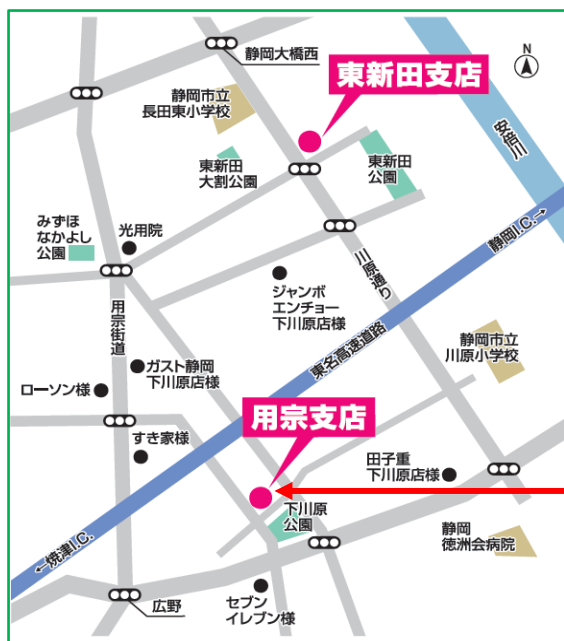 静岡大橋西
N
東新田支店
静岡市立
長田東小学校
安倍川
東新田
大割公園
東新田
公園
みずほ
なかよし
公園
光用院
静岡I.C.→
川原通り
ジャンボ
エンチョー
下川原店様
用宗街道
東名高速道路
静岡市立
川原小学校
ガスト静岡
下川原店様
ローソン様
用宗支店
すき家様
田子重
下川原店様
下川原
公園
静岡
徳洲会病院
←焼津I.C.
広野
セブン
イレブン様